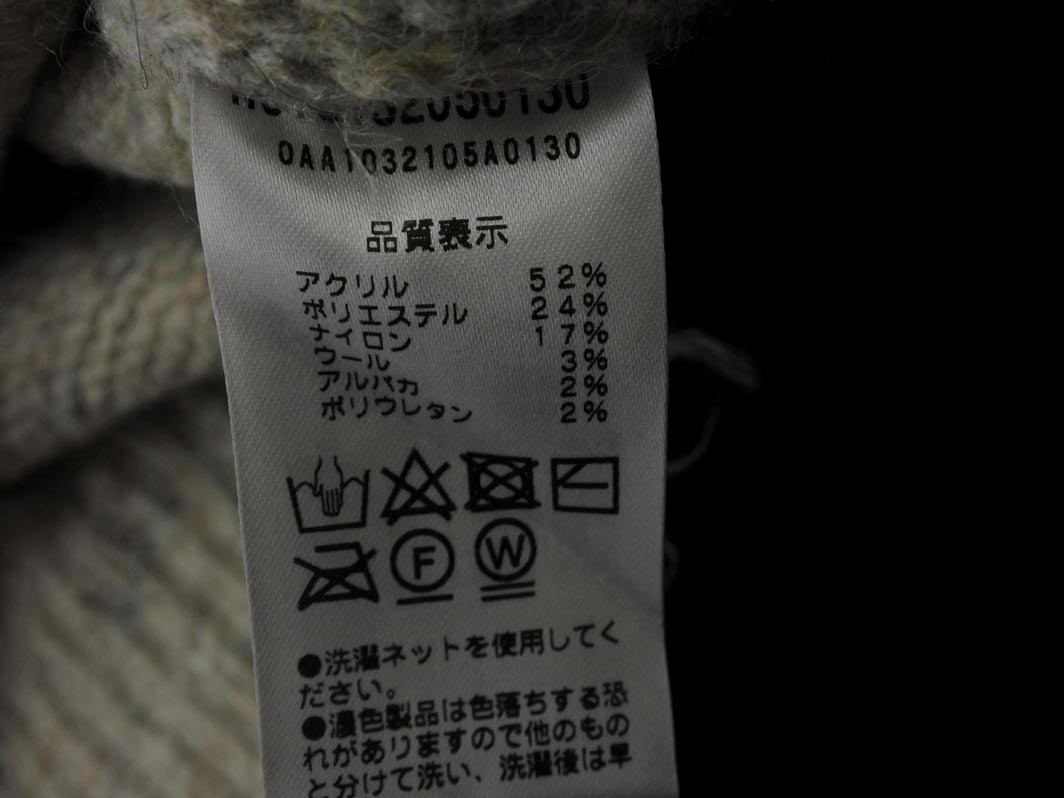 OAA1032105A0130
品質表示
アクリル 52%
ポリエステル 24%
ナイロン 17%
ウール 3%
アルパカ 2%
ポリウレタン 2%
F W
●洗濯ネットを使用してく
ださい。
●濃色製品は色落ちする恐
れがありますので他のもの
と分けて洗い、洗濯後は早